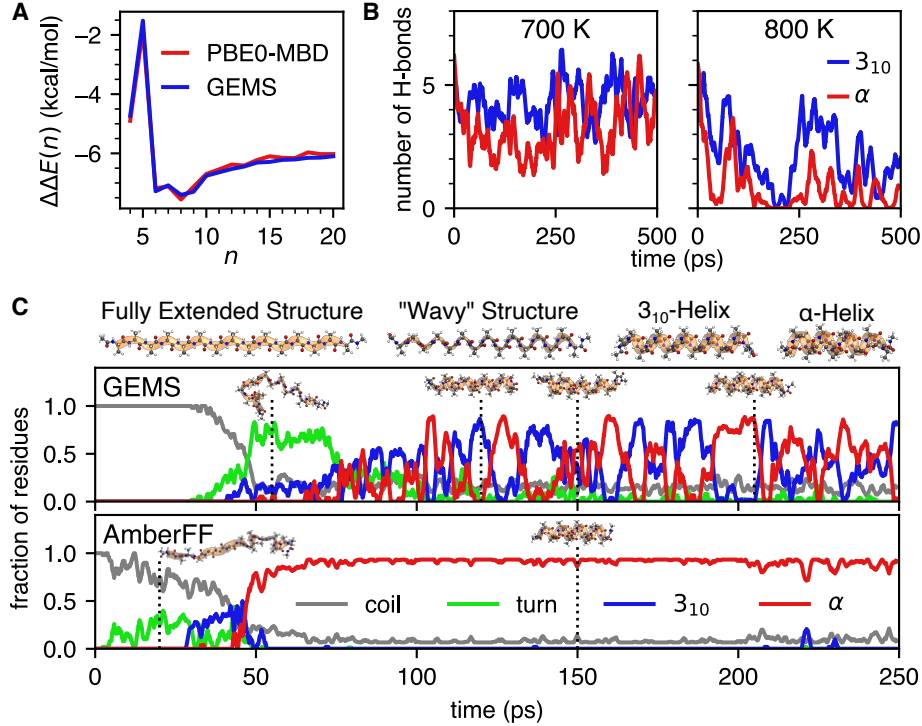 A
ΔΔE(n) (kcal/mol)
−2
−4
−6
PBE0-MBD
GEMS
5
10
15
20
n
B
number of H-bonds
5
0
700 K
800 K
3₁₀
α
0
250
500
0
250
500
time (ps)
C
Fully Extended Structure
"Wavy" Structure
3₁₀-Helix
α-Helix
fraction of residues
GEMS
1.0
0.5
0.0
AmberFF
1.0
0.5
0.0
coil
turn
3₁₀
α
0
50
100
150
200
250
time (ps)